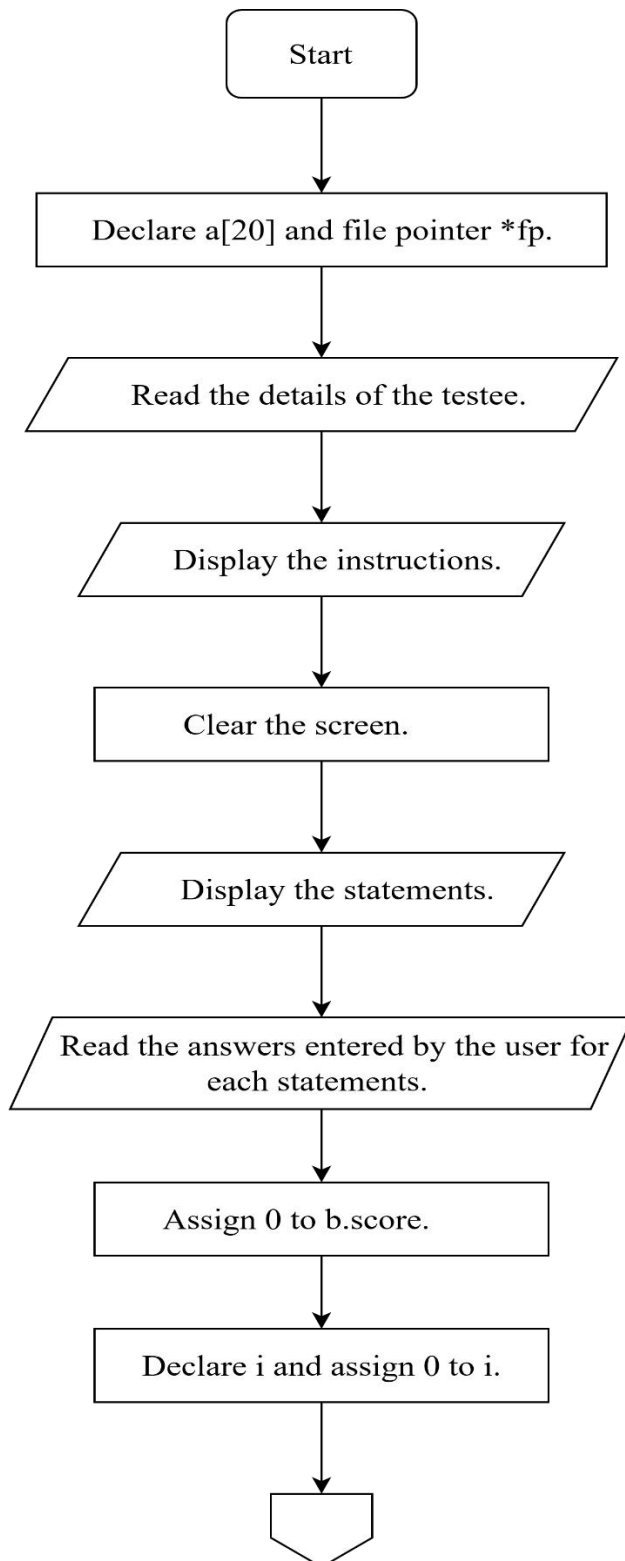 Start
Declare a[20] and file pointer *fp.
Read the details of the testee.
Display the instructions.
Clear the screen.
Display the statements.
Read the answers entered by the user for
each statements.
Assign 0 to b.score.
Declare i and assign 0 to i.